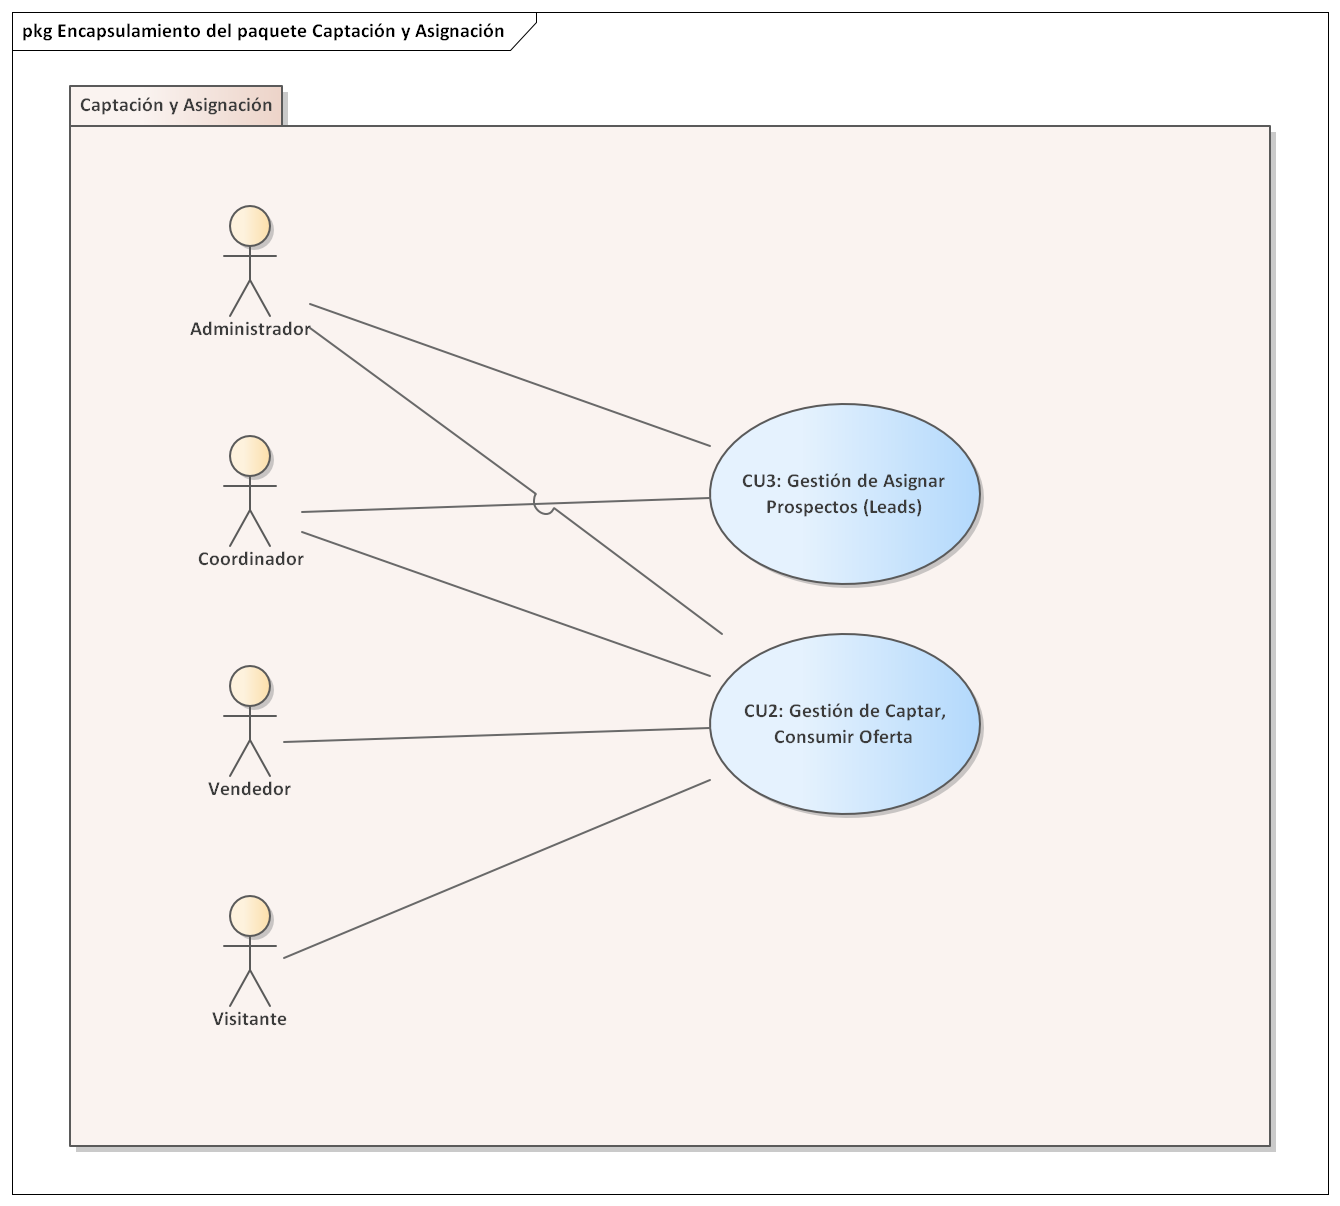 pkg Encapsulamiento del paquete Captación y Asignación
Captación y Asignación
Administrador
Coordinador
CU3: Gestión de Asignar
Prospectos (Leads)
Vendedor
CU2: Gestión de Captar,
Consumir Oferta
Visitante